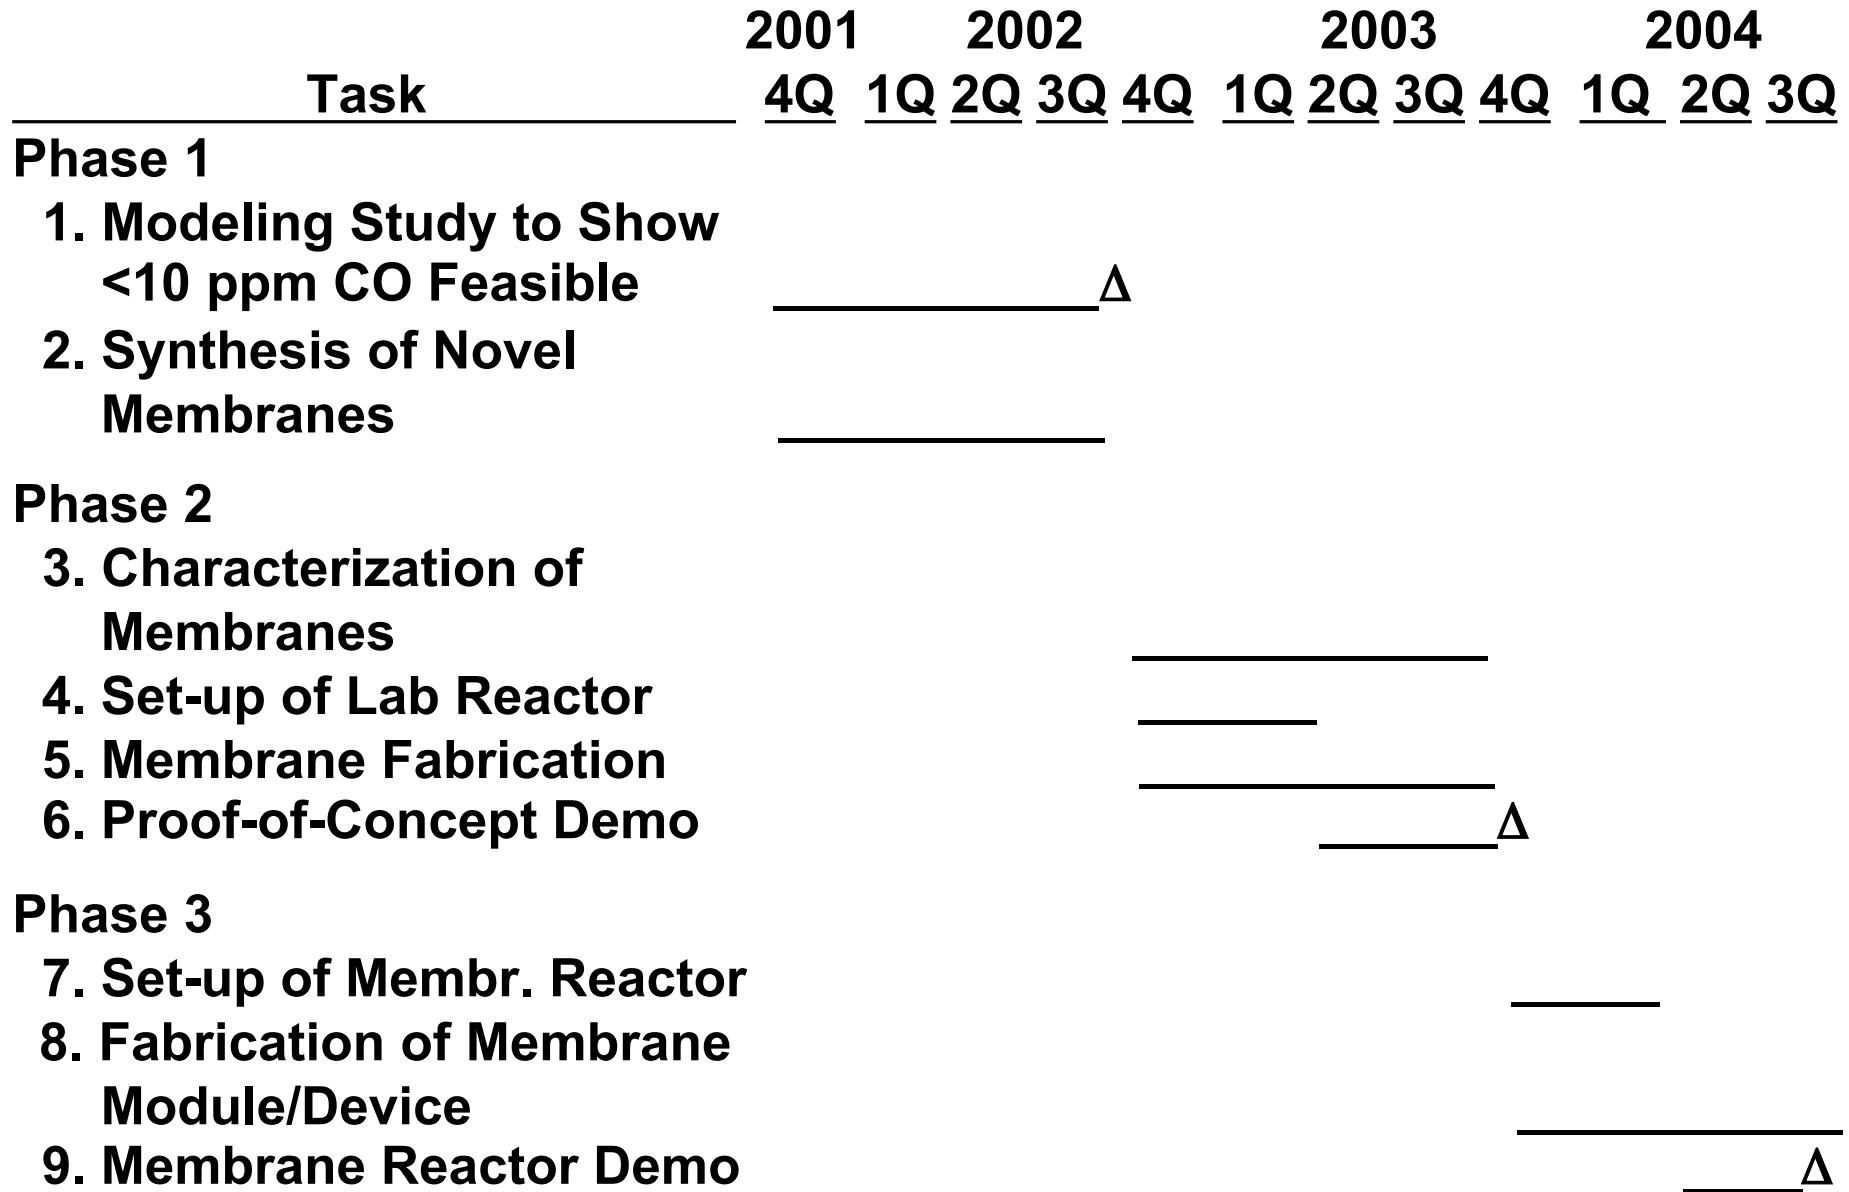 2001 2002 2003 2004
Task 4Q 1Q 2Q 3Q 4Q 1Q 2Q 3Q 4Q 1Q 2Q 3Q
Phase 1
1. Modeling Study to Show
<10 ppm CO Feasible Δ
2. Synthesis of Novel
Membranes
Phase 2
3. Characterization of
Membranes
4. Set-up of Lab Reactor
5. Membrane Fabrication
6. Proof-of-Concept Demo Δ
Phase 3
7. Set-up of Membr. Reactor
8. Fabrication of Membrane
Module/Device
9. Membrane Reactor Demo Δ